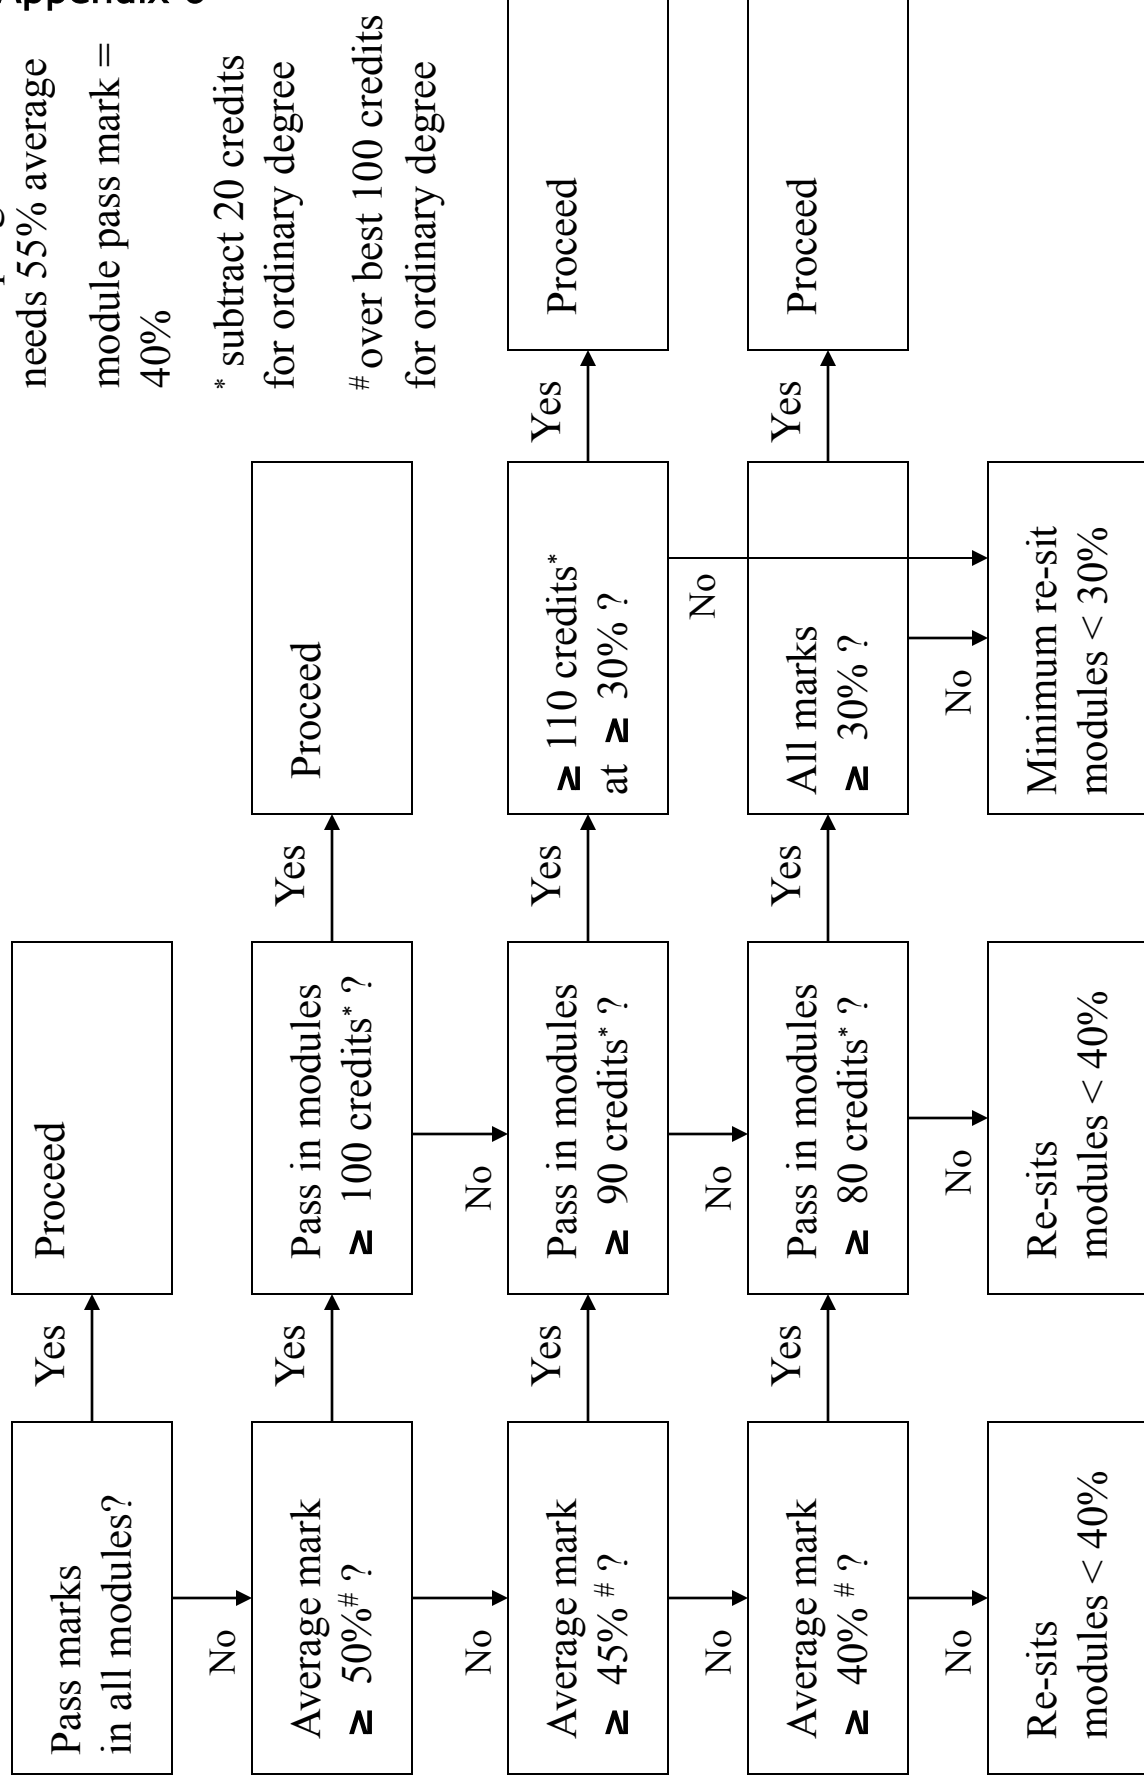 Appendix
needs 55% average
module pass mark =
40%
* subtract 20 credits
for ordinary degree
# over best 100 credits
for ordinary degree
Pass marks
in all modules?
Yes
Proceed
No
Average mark
≥ 50%# ?
Yes
Pass in modules
≥ 100 credits* ?
Yes
Proceed
No
No
Average mark
≥ 45% # ?
Yes
Pass in modules
≥ 90 credits* ?
Yes
≥ 110 credits*
at ≥ 30% ?
Yes
Proceed
No
No
No
Average mark
≥ 40% # ?
Yes
Pass in modules
≥ 80 credits* ?
Yes
All marks
≥ 30% ?
Yes
Proceed
No
No
No
Re-sits
modules < 40%
Re-sits
modules < 40%
Minimum re-sit
modules < 30%